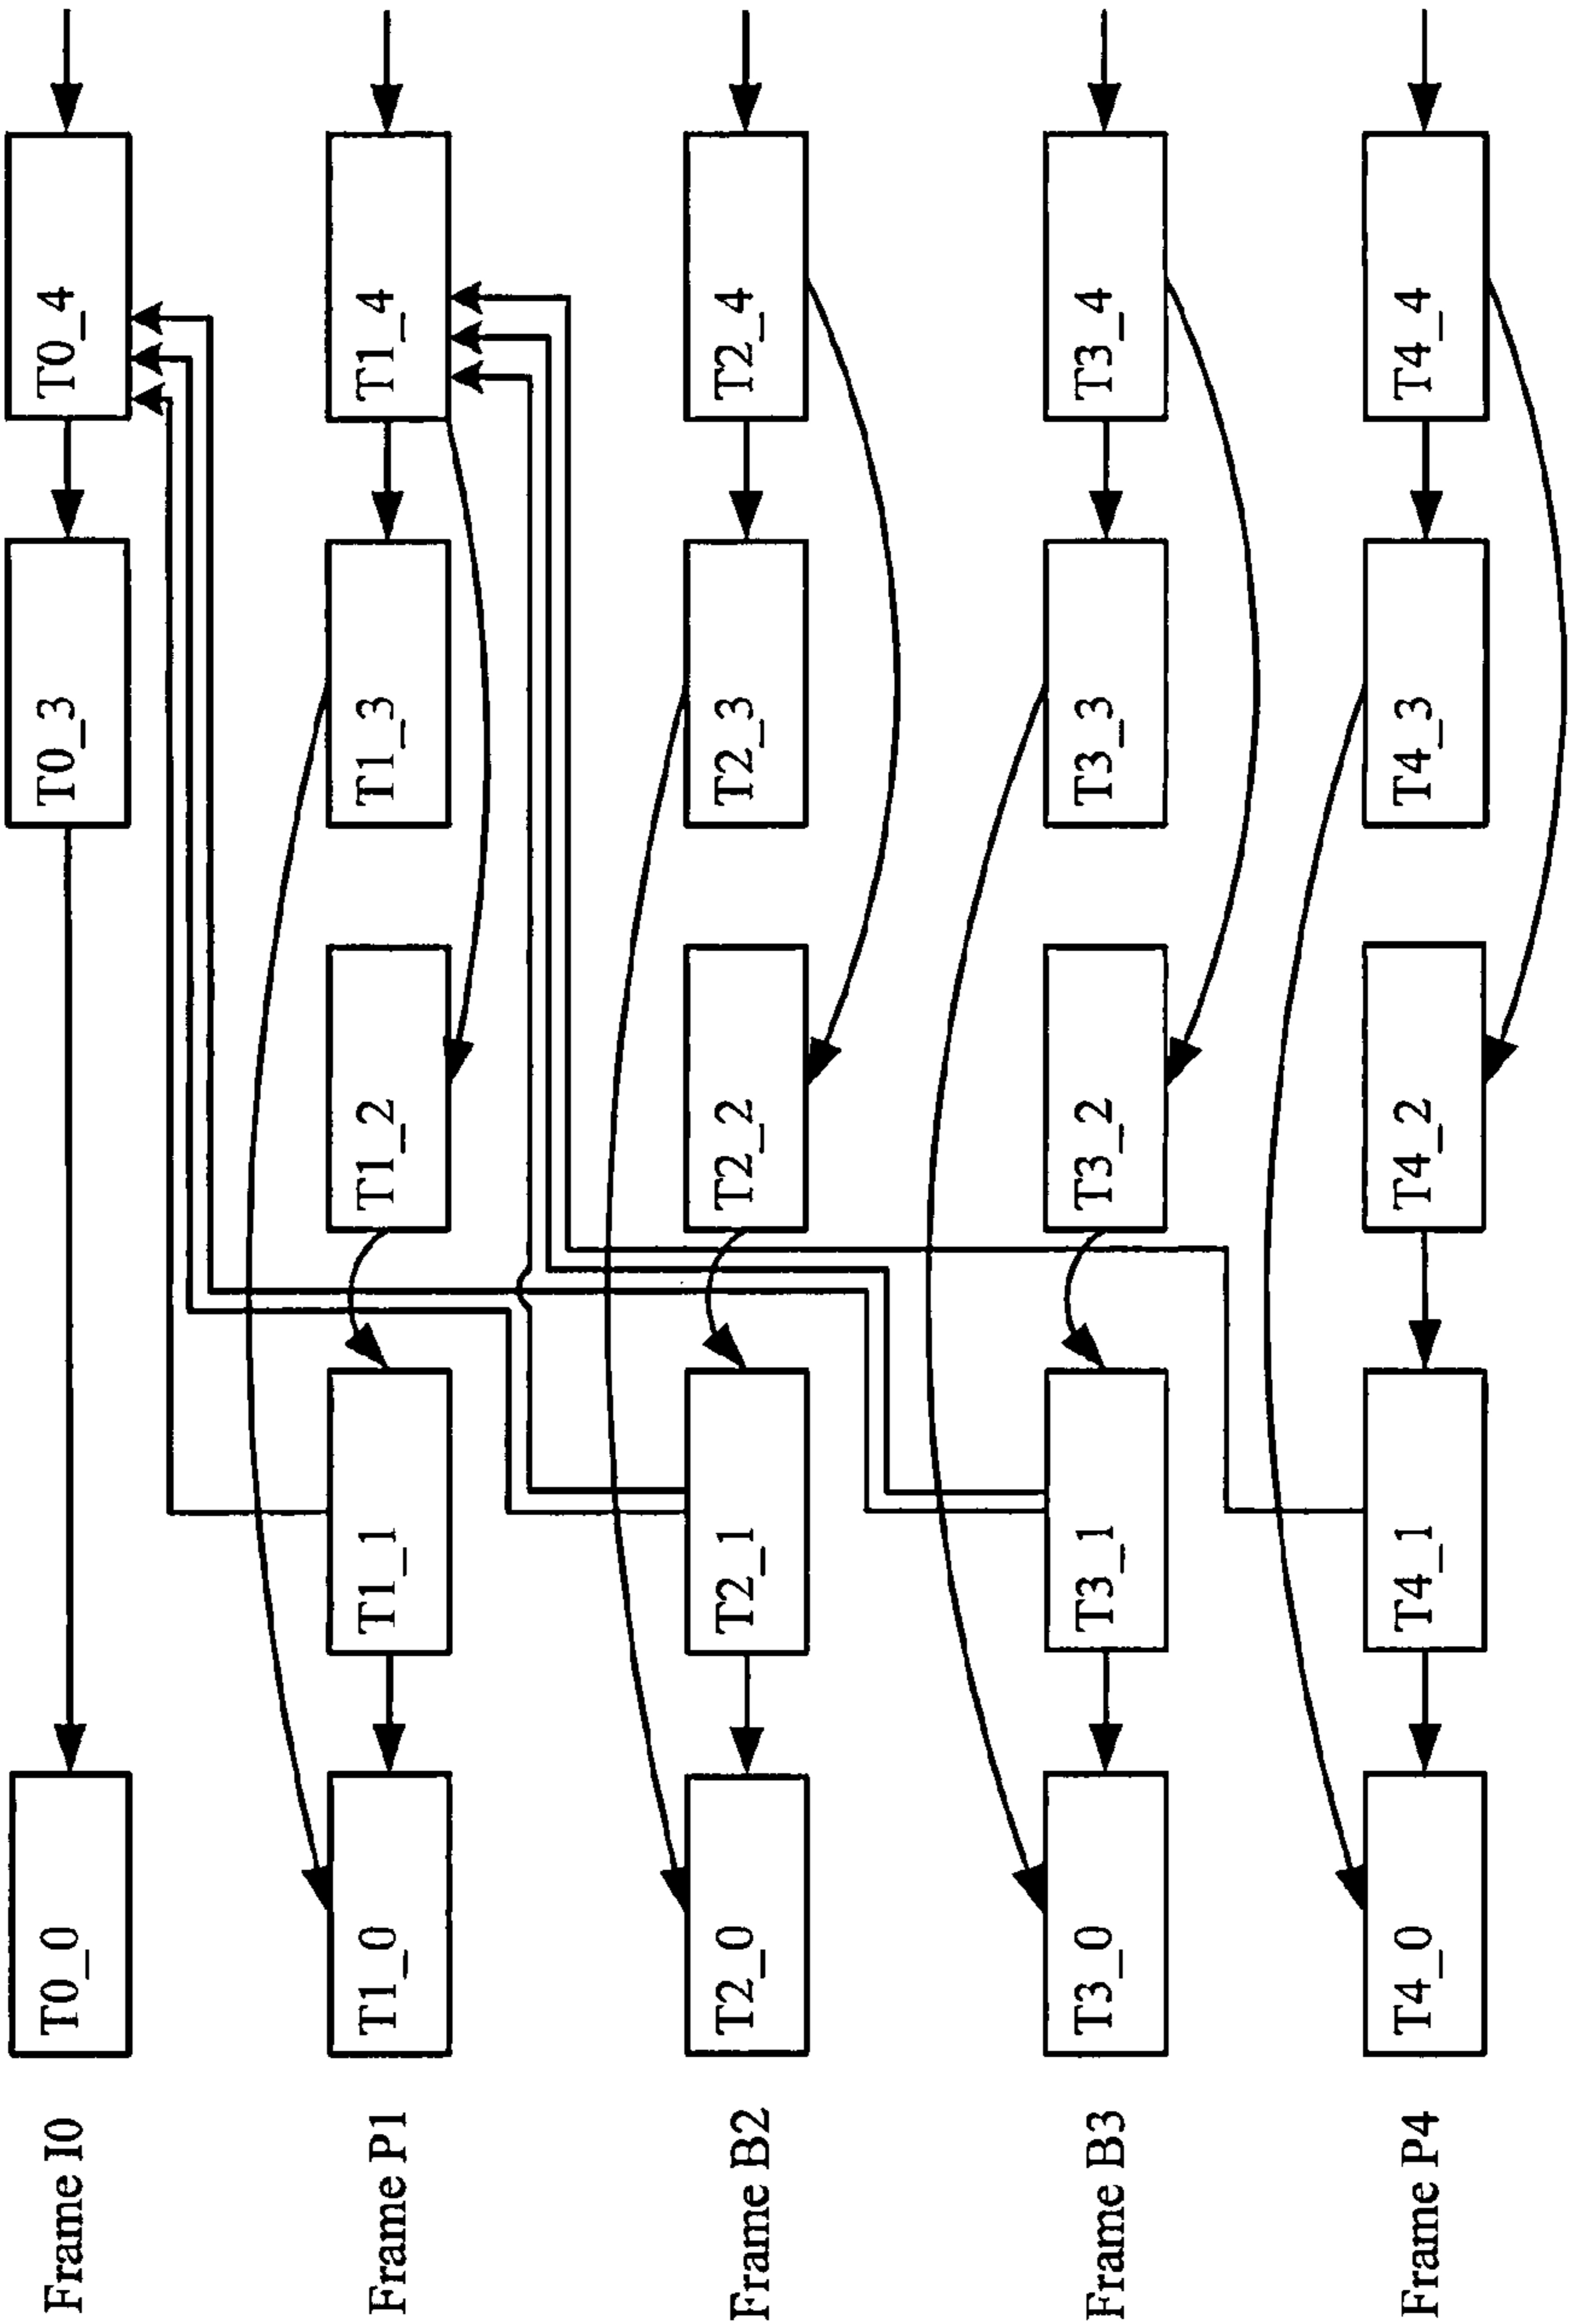 Frame I0
T0_0
T0_3
T0_4
Frame P1
T1_0
T1_1
T1_2
T1_3
T1_4
Frame B2
T2_0
T2_1
T2_2
T2_3
T2_4
Frame B3
T3_0
T3_1
T3_2
T3_3
T3_4
Frame P4
T4_0
T4_1
T4_2
T4_3
T4_4